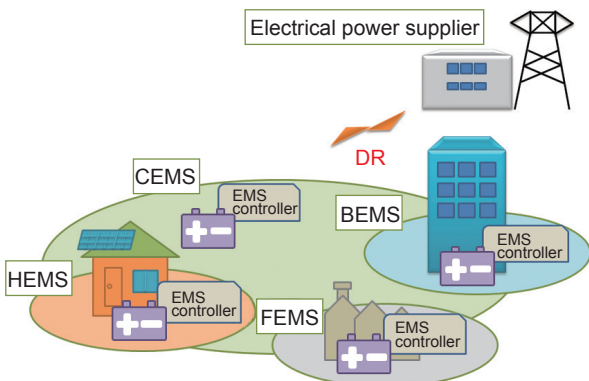 Electrical power supplier
DR
CEMS
EMS
controller
BEMS
EMS
controller
HEMS
EMS
controller
FEMS
EMS
controller